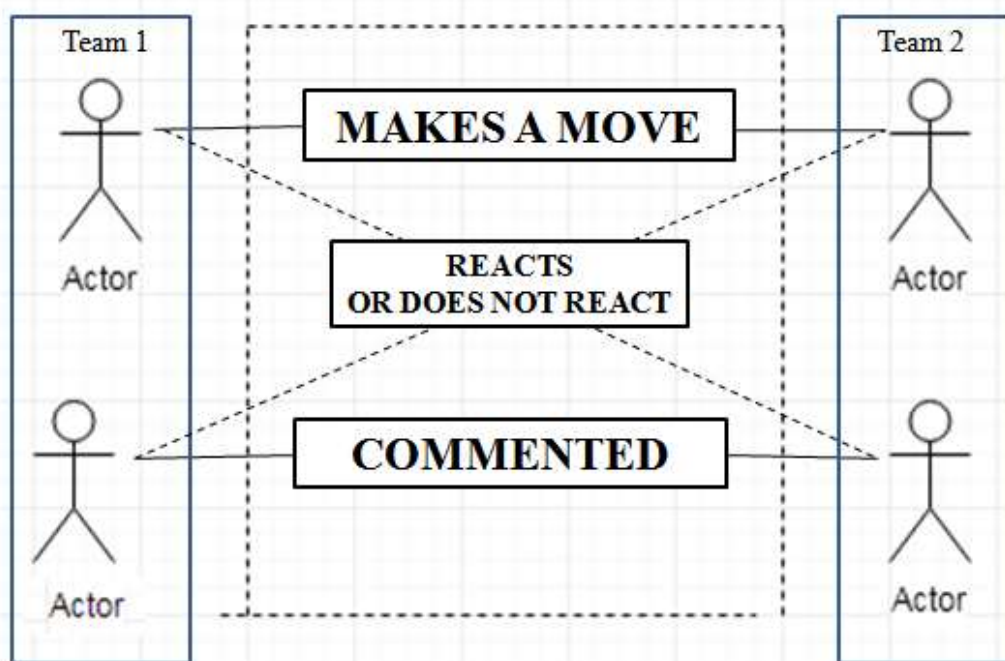 Team 1
Team 2
MAKES A MOVE
Actor
REACTS
OR DOES NOT REACT
Actor
COMMENTED
Actor
Actor